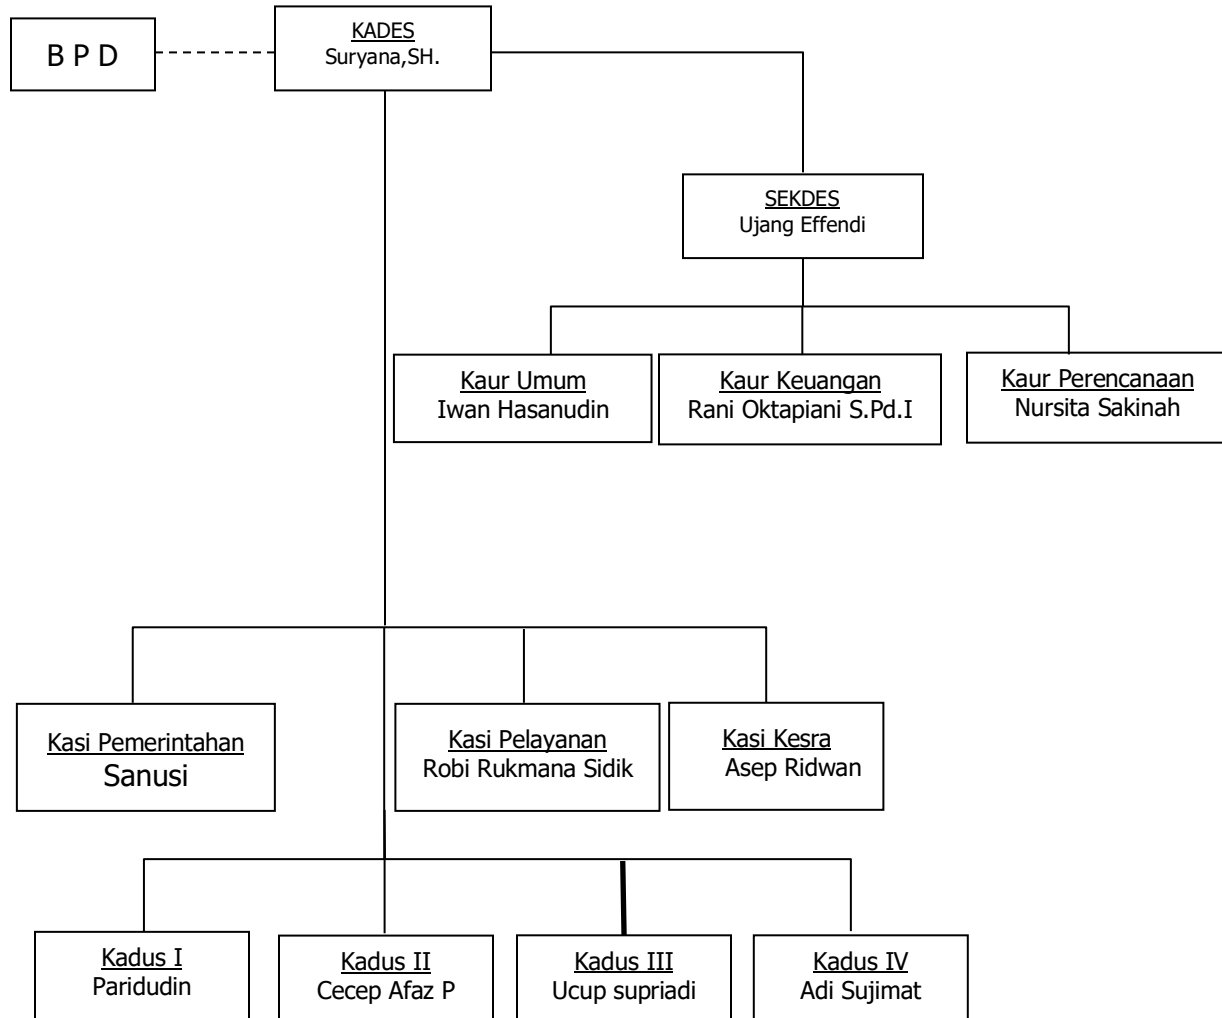 B P D
KADES
Suryana,SH.
SEKDES
Ujang Effendi
Kaur Umum
Iwan Hasanudin
Kaur Keuangan
Rani Oktapiani S.Pd.I
Kaur Perencanaan
Nursita Sakinah
Kasi Pemerintahan
Sanusi
Kasi Pelayanan
Robi Rukmana Sidik
Kasi Kesra
Asep Ridwan
Kadus I
Paridudin
Kadus II
Cecep Afaz P
Kadus III
Ucup supriadi
Kadus IV
Adi Sujimat